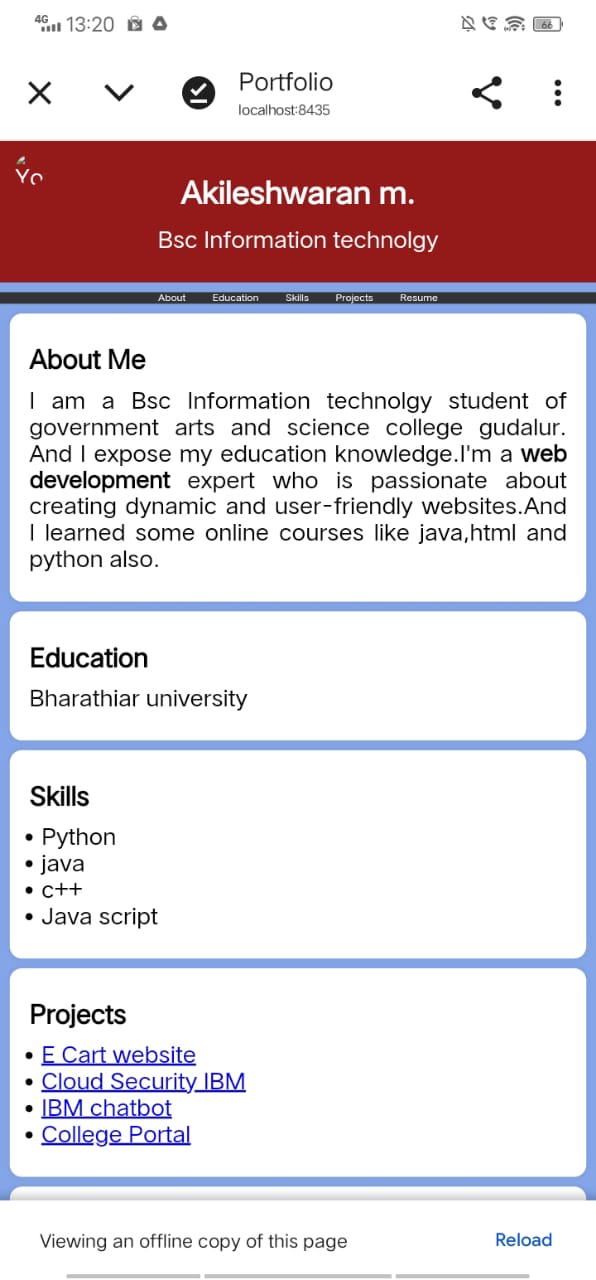 4G 13:20 66
Portfolio
localhost:8435
Yo
Akileshwaran m.
Bsc Information technolgy
About Education Skills Projects Resume
About Me
I am a Bsc Information technolgy student of
government arts and science college gudalur.
And I expose my education knowledge.I'm a web
development expert who is passionate about
creating dynamic and user-friendly websites.And
I learned some online courses like java,html and
python also.
Education
Bharathiar university
Skills
• Python
• java
• c++
• Java script
Projects
• E Cart website
• Cloud Security IBM
• IBM chatbot
• College Portal
Viewing an offline copy of this page Reload